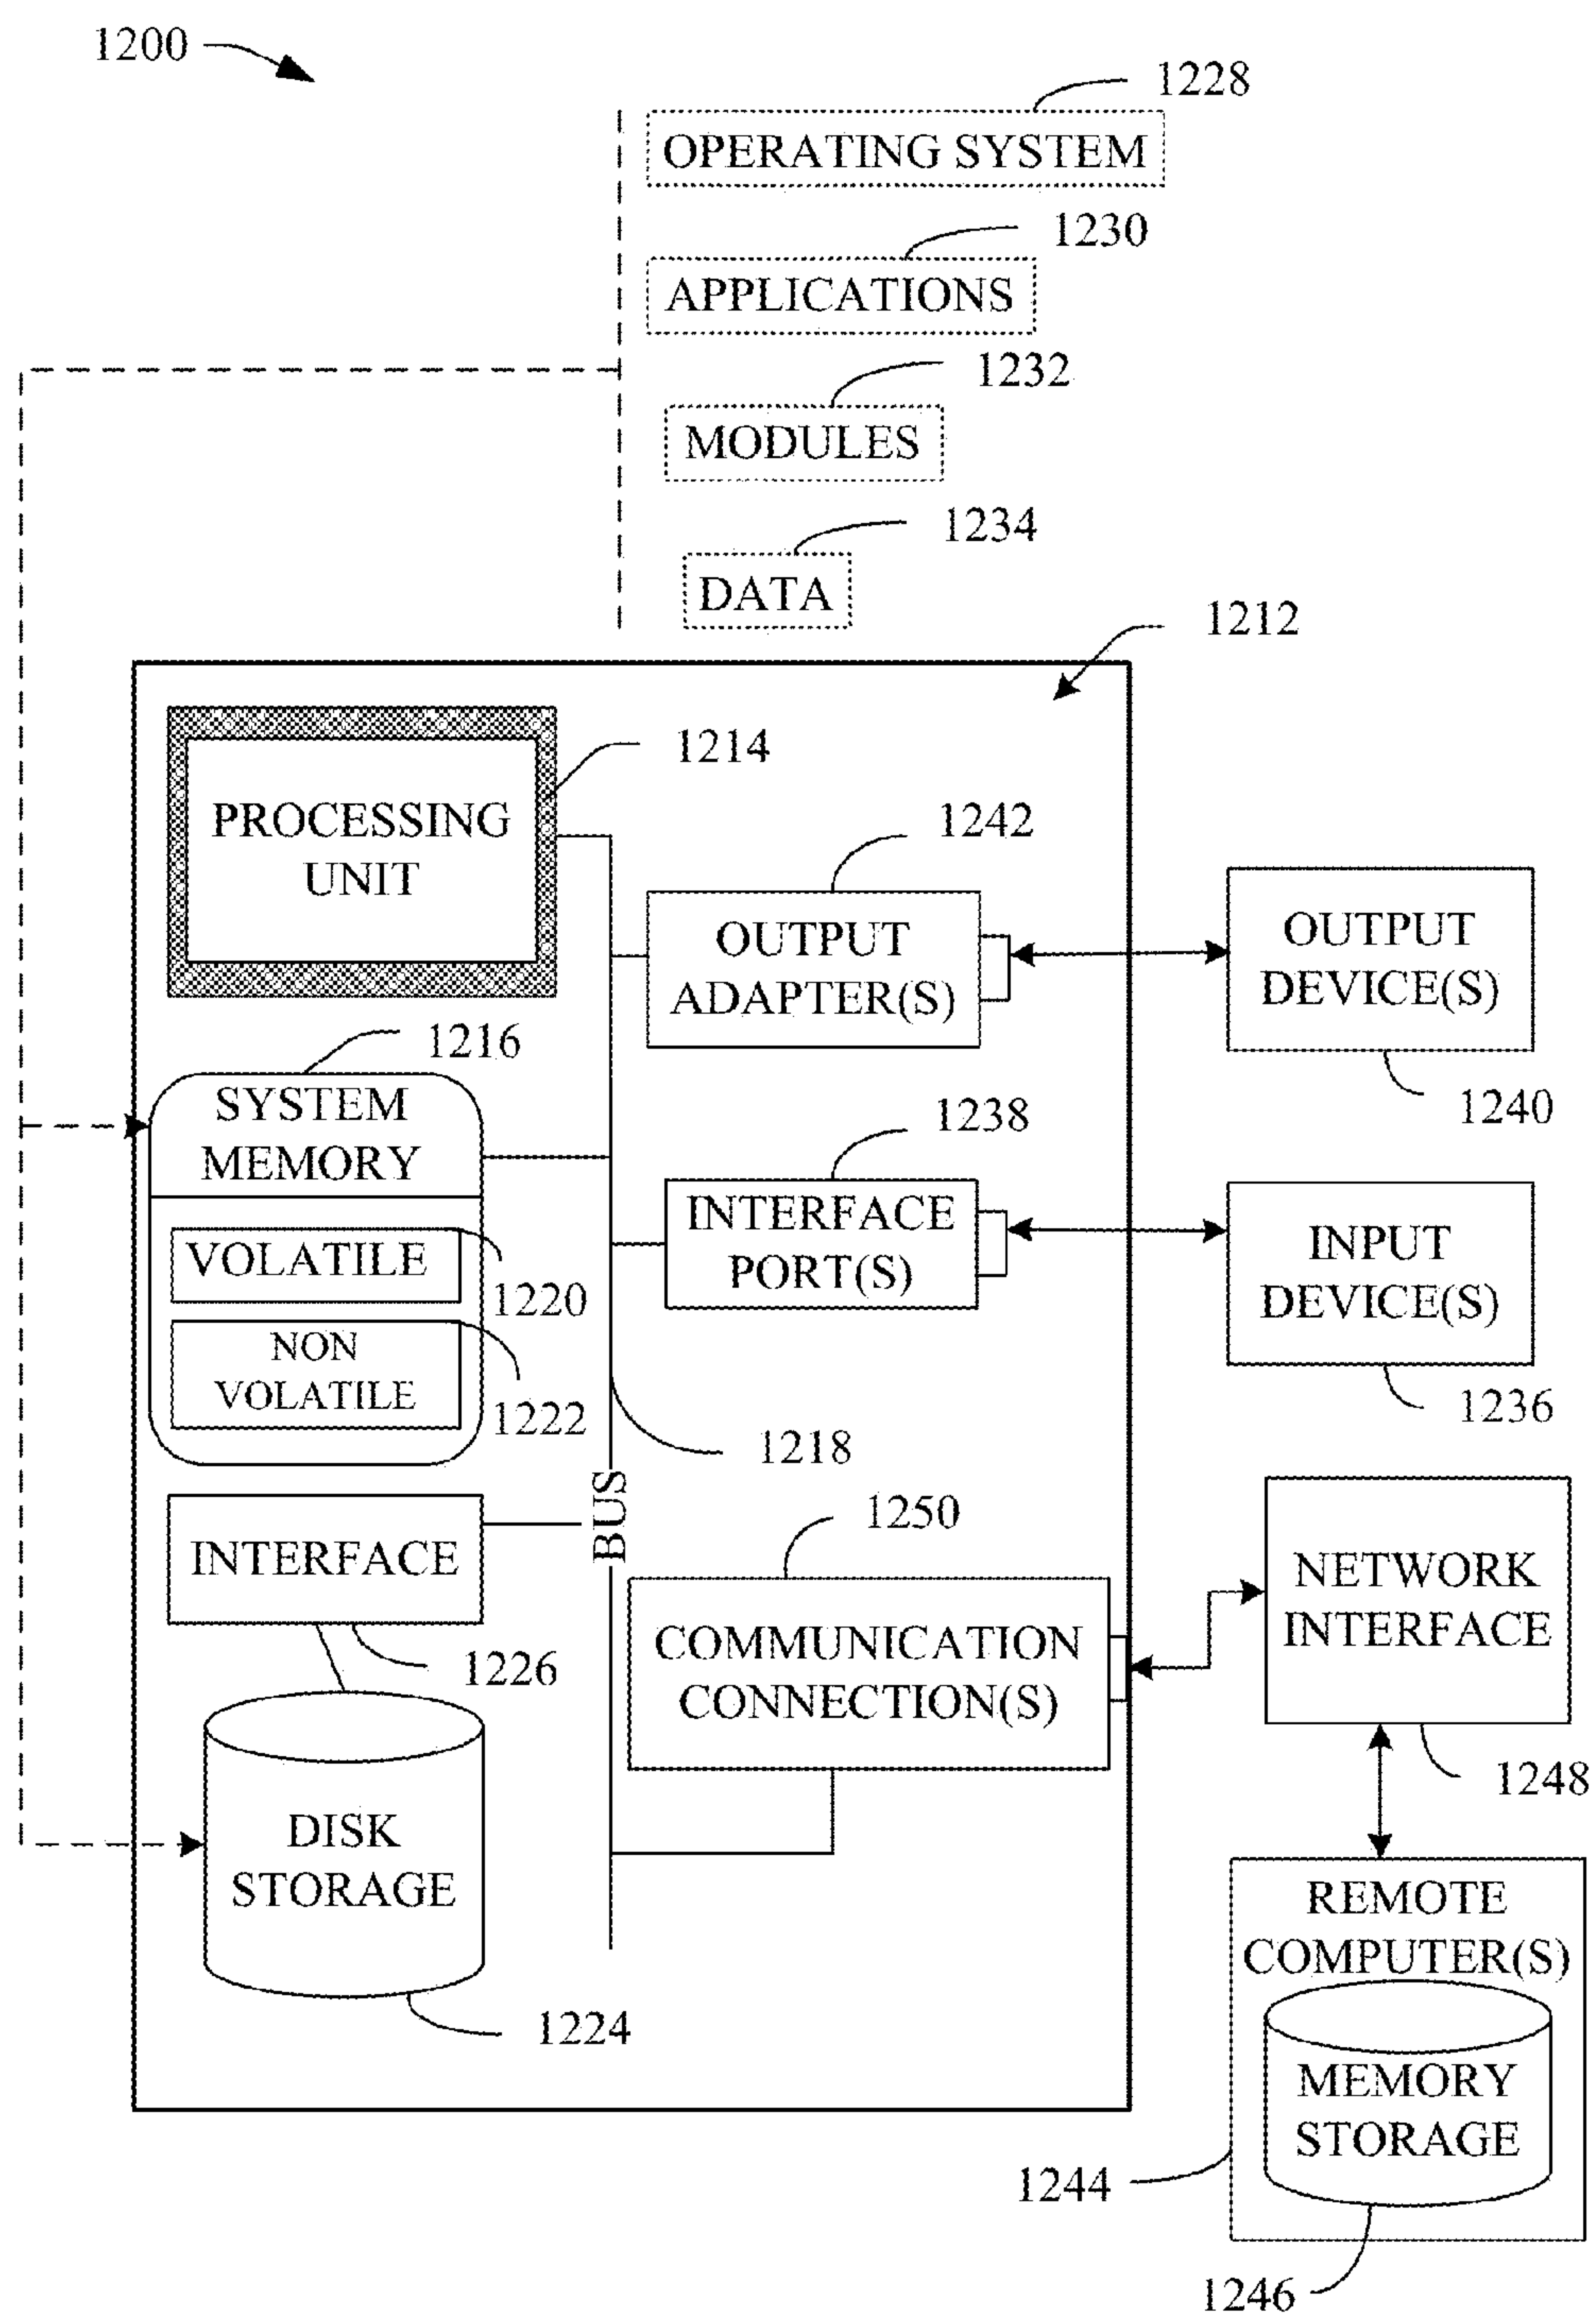 1200
1228
OPERATING SYSTEM
1230
APPLICATIONS
1232
MODULES
1234
DATA
1212
1214
PROCESSING
UNIT
1242
OUTPUT
ADAPTER(S)
OUTPUT
DEVICE(S)
1240
1216
SYSTEM
MEMORY
1238
INTERFACE
PORT(S)
INPUT
DEVICE(S)
1236
VOLATILE
1220
NON
VOLATILE
1222
1218
BUS
INTERFACE
1226
1250
COMMUNICATION
CONNECTION(S)
NETWORK
INTERFACE
1248
DISK
STORAGE
1224
REMOTE
COMPUTER(S)
MEMORY
STORAGE
1244
1246